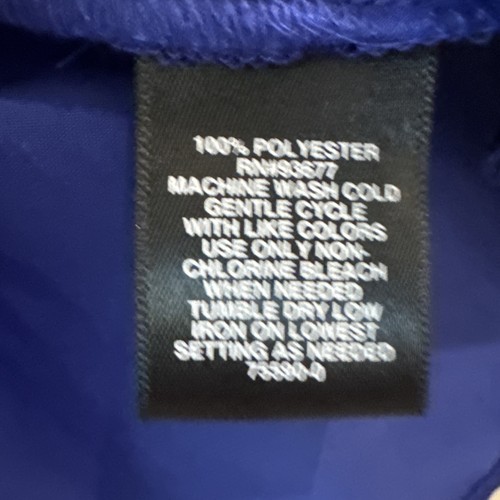 100% POLYESTER
RN#93677
MACHINE WASH COLD
GENTLE CYCLE
WITH LIKE COLORS
USE ONLY NON-
CHLORINE BLEACH
WHEN NEEDED
TUMBLE DRY LOW
IRON ON LOWEST
SETTING AS NEEDED